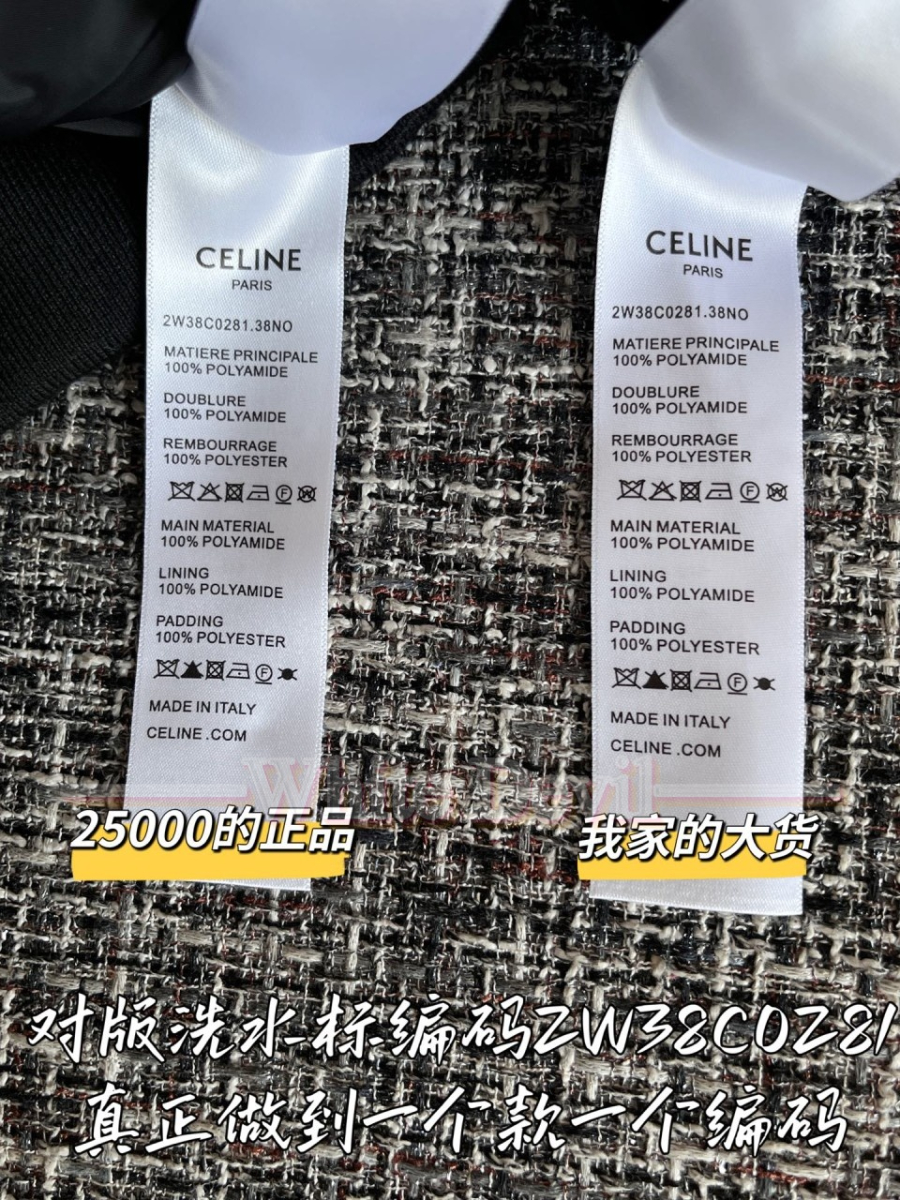 CELINE
PARIS
2W38C0281.38NO
MATIERE PRINCIPALE
100% POLYAMIDE
DOUBLURE
100% POLYAMIDE
REMBOURRAGE
100% POLYESTER
MAIN MATERIAL
100% POLYAMIDE
LINING
100% POLYAMIDE
PADDING
100% POLYESTER
MADE IN ITALY
CELINE .COM
25000的正品
CELINE
PARIS
2W38C0281.38NO
MATIERE PRINCIPALE
100% POLYAMIDE
DOUBLURE
100% POLYAMIDE
REMBOURRAGE
100% POLYESTER
MAIN MATERIAL
100% POLYAMIDE
LINING
100% POLYAMIDE
PADDING
100% POLYESTER
MADE IN ITALY
CELINE .COM
我家的大货
对版洗水标编码2W38C0281
真正做到一个款一个编码